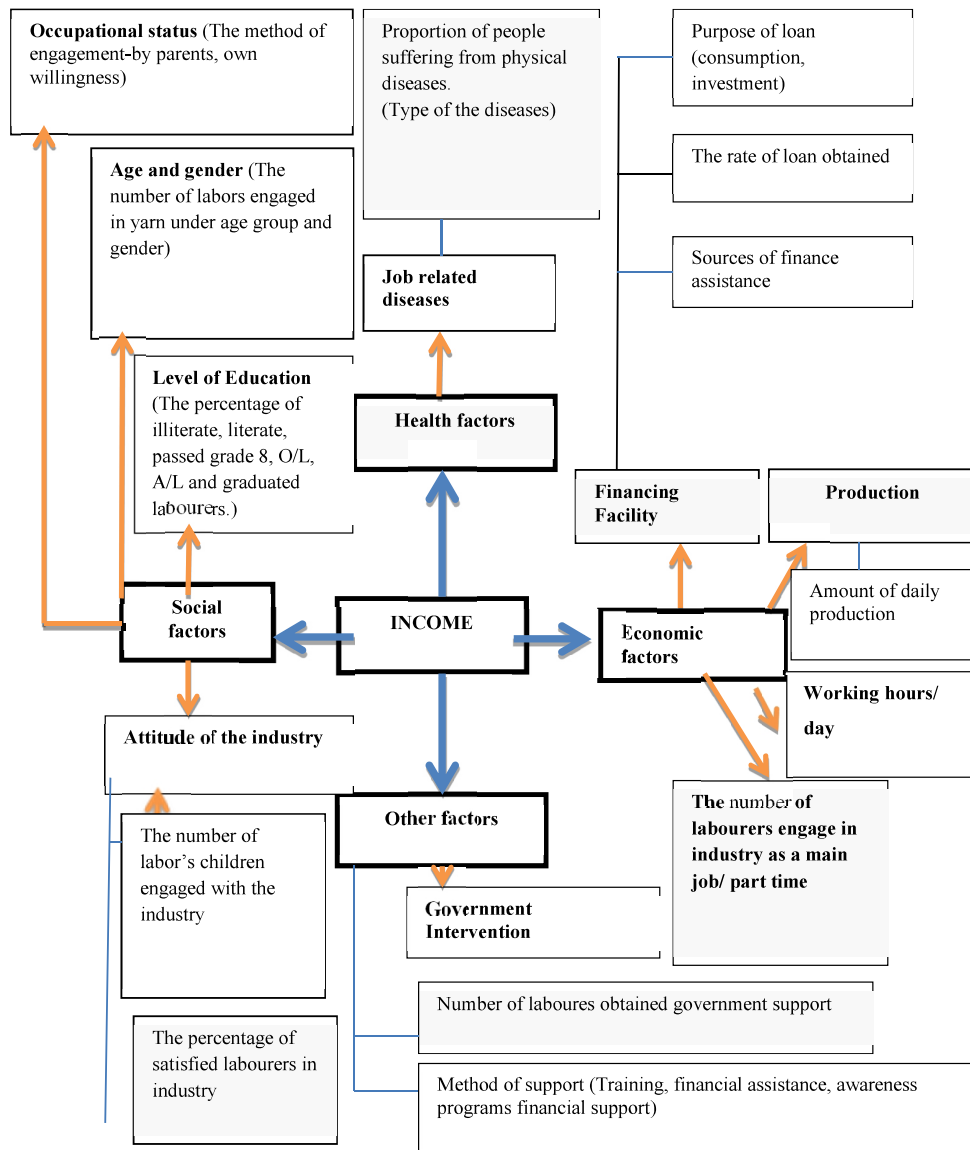 Occupational status (The method of
engagement-by parents, own
willingness)
Proportion of people
suffering from physical
diseases.
(Type of the diseases)
Purpose of loan
(consumption,
investment)
Age and gender (The
number of labors engaged
in yarn under age group and
gender)
The rate of loan obtained
Job related
diseases
Sources of finance
assistance
Level of Education
(The percentage of
illiterate, literate,
passed grade 8, O/L,
A/L and graduated
labourers.)
Health factors
Financing
Facility
Production
Amount of daily
production
Social
factors
INCOME
Economic
factors
Working hours/
day
Attitude of the industry
The number of
labor’s children
engaged with the
industry
Other factors
The number of
labourers engage in
industry as a main
job/ part time
Government
Intervention
The percentage of
satisfied labourers in
industry
Number of laboures obtained government support
Method of support (Training, financial assistance, awareness
programs financial support)